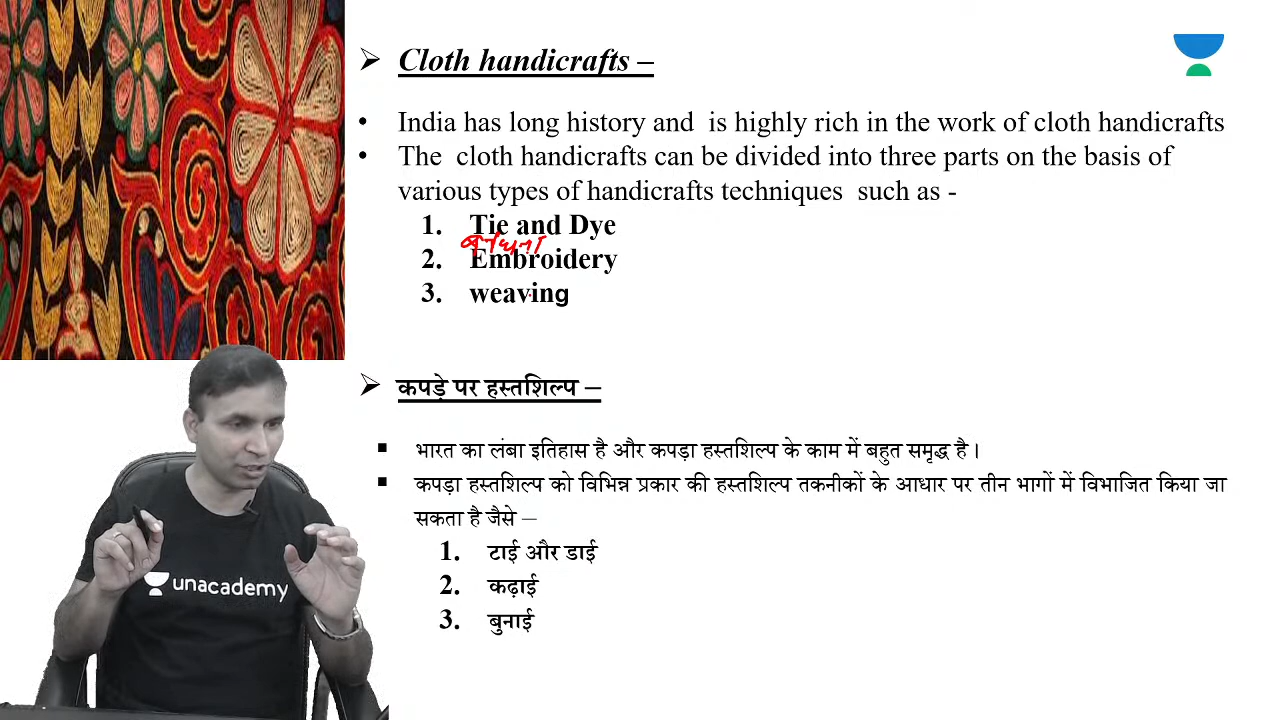 Cloth handicrafts –
India has long history and is highly rich in the work of cloth handicrafts
The cloth handicrafts can be divided into three parts on the basis of
various types of handicrafts techniques such as -
1. Tie and Dye
2. Embroidery
3. weaving
कपड़े पर हस्तशिल्प –
भारत का लंबा इतिहास है और कपड़ा हस्तशिल्प के काम में बहुत समृद्ध है।
कपड़ा हस्तशिल्प को विभिन्न प्रकार की हस्तशिल्प तकनीकों के आधार पर तीन भागों में विभाजित किया जा
सकता है जैसे –
1. टाई और डाई
2. कढ़ाई
3. बुनाई
unacademy